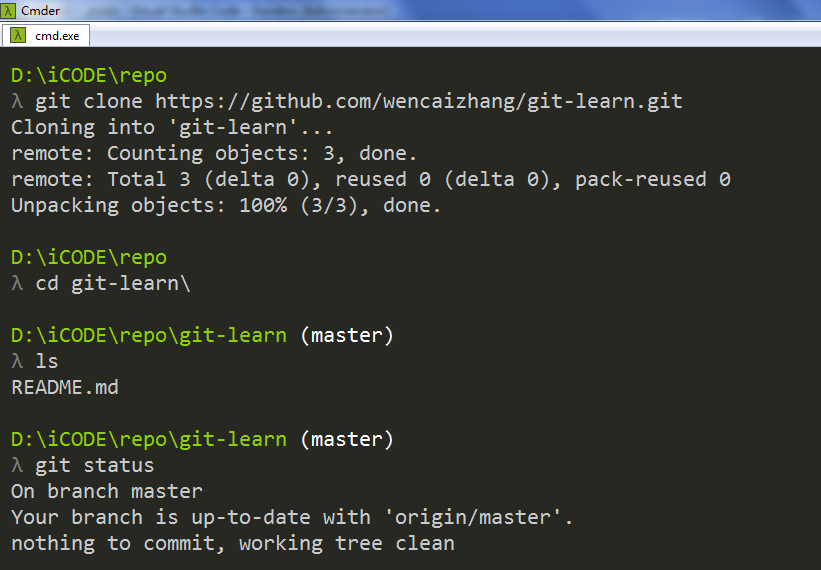 λ Cmder
λ cmd.exe
D:\iCODE\repo
λ git clone https://github.com/wencaizhang/git-learn.git
Cloning into 'git-learn'...
remote: Counting objects: 3, done.
remote: Total 3 (delta 0), reused 0 (delta 0), pack-reused 0
Unpacking objects: 100% (3/3), done.
D:\iCODE\repo
λ cd git-learn\
D:\iCODE\repo\git-learn (master)
λ ls
README.md
D:\iCODE\repo\git-learn (master)
λ git status
On branch master
Your branch is up-to-date with 'origin/master'.
nothing to commit, working tree clean